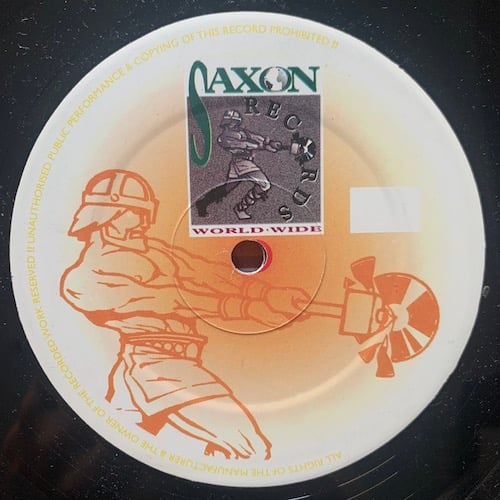 SAXON
RECORDS
WORLD·WIDE
ALL RIGHTS OF THE MANUFACTURER & THE OWNER OF THE RECORDED WORK RESERVED !! UNAUTHORISED PUBLIC PERFORMANCE & COPYING OF THIS RECORD PROHIBITED !!